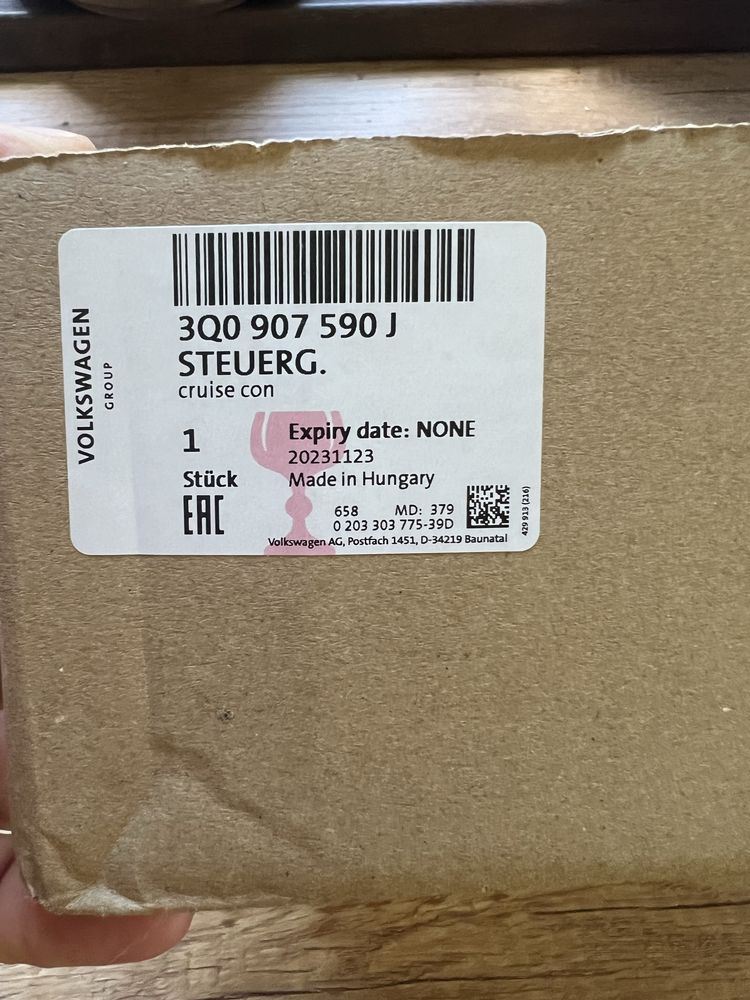 VOLKSWAGEN
GROUP
3Q0 907 590 J
STEUERG.
cruise con
1
Stück
EAC
Expiry date: NONE
20231123
Made in Hungary
658 MD: 379
0 203 303 775-39D
Volkswagen AG, Postfach 1451, D-34219 Baunatal
429 913 (216)